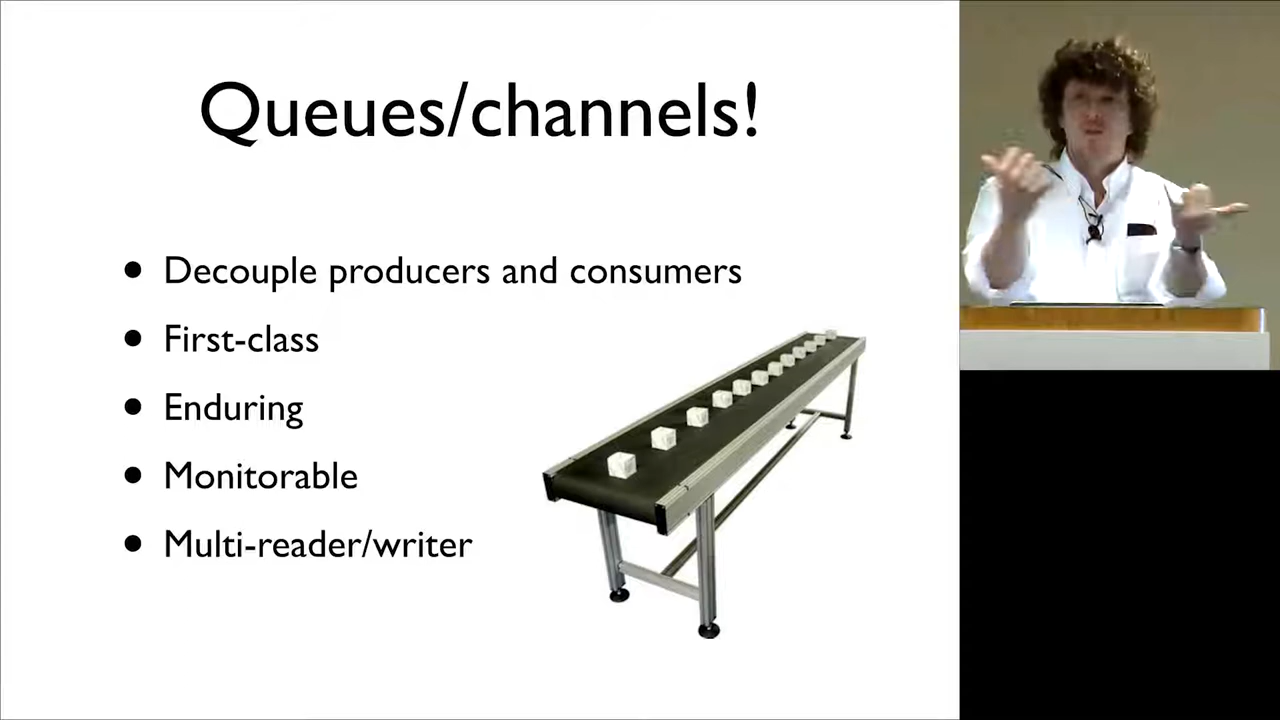 Queues/channels!
• Decouple producers and consumers
• First-class
• Enduring
• Monitorable
• Multi-reader/writer